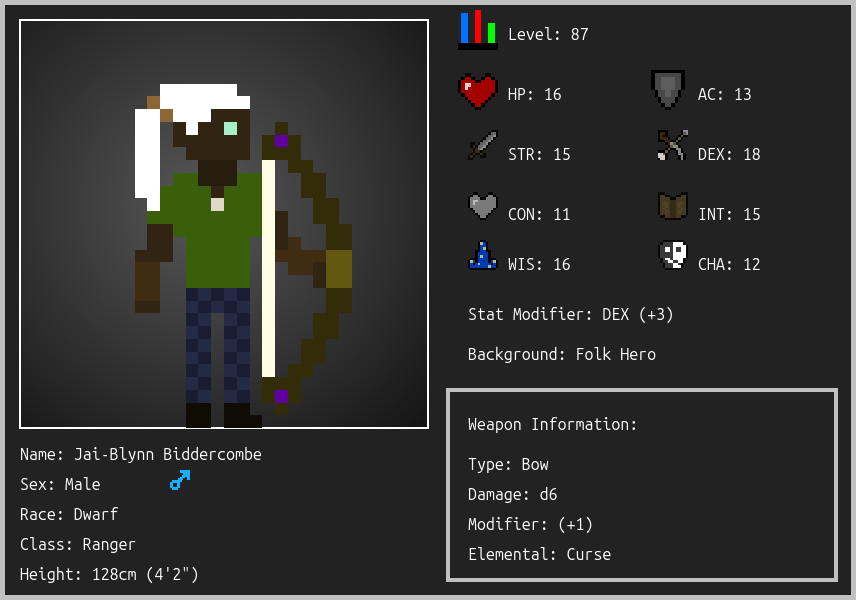 Level: 87
HP: 16
AC: 13
STR: 15
DEX: 18
CON: 11
INT: 15
WIS: 16
CHA: 12
Stat Modifier: DEX (+3)
Background: Folk Hero
Weapon Information:
Type: Bow
Damage: d6
Modifier: (+1)
Elemental: Curse
Name: Jai-Blynn Biddercombe
Sex: Male
Race: Dwarf
Class: Ranger
Height: 128cm (4'2")